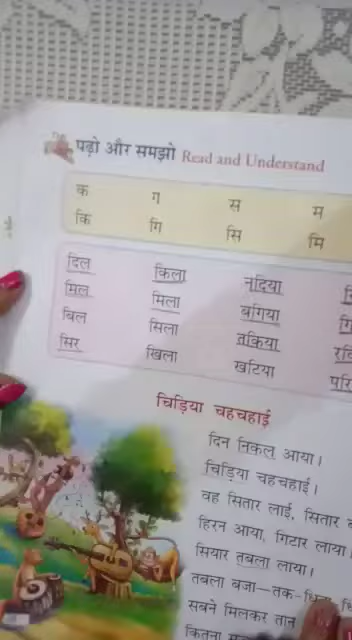 पढ़ो और समझो Read and Understand
क ग स म
कि गि सि मि
दिल किला नदिया
मिल मिला बगिया
बिल सिला तकिया
सिर खिला खटिया
चिड़िया चहचहाई
दिन निकल आया।
चिड़िया चहचहाई।
वह सितार लाई, सितार
हिरन आया, गिटार लाया।
सियार तबला लाया।
तबला बजा—तक-
सबने मिलकर तान